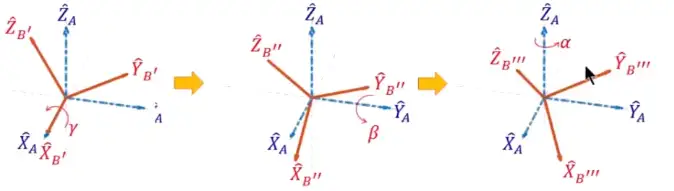 Ẑ_A
Ẑ_B'
Ŷ_B'
A
γ
X̂_A
X̂_B'
Ẑ_A
Ẑ_B''
Ŷ_B''
Ŷ_A
β
X̂_A
X̂_B''
Ẑ_A
α
Ẑ_B'''
Ŷ_B'''
Ŷ_A
X̂_A
X̂_B'''